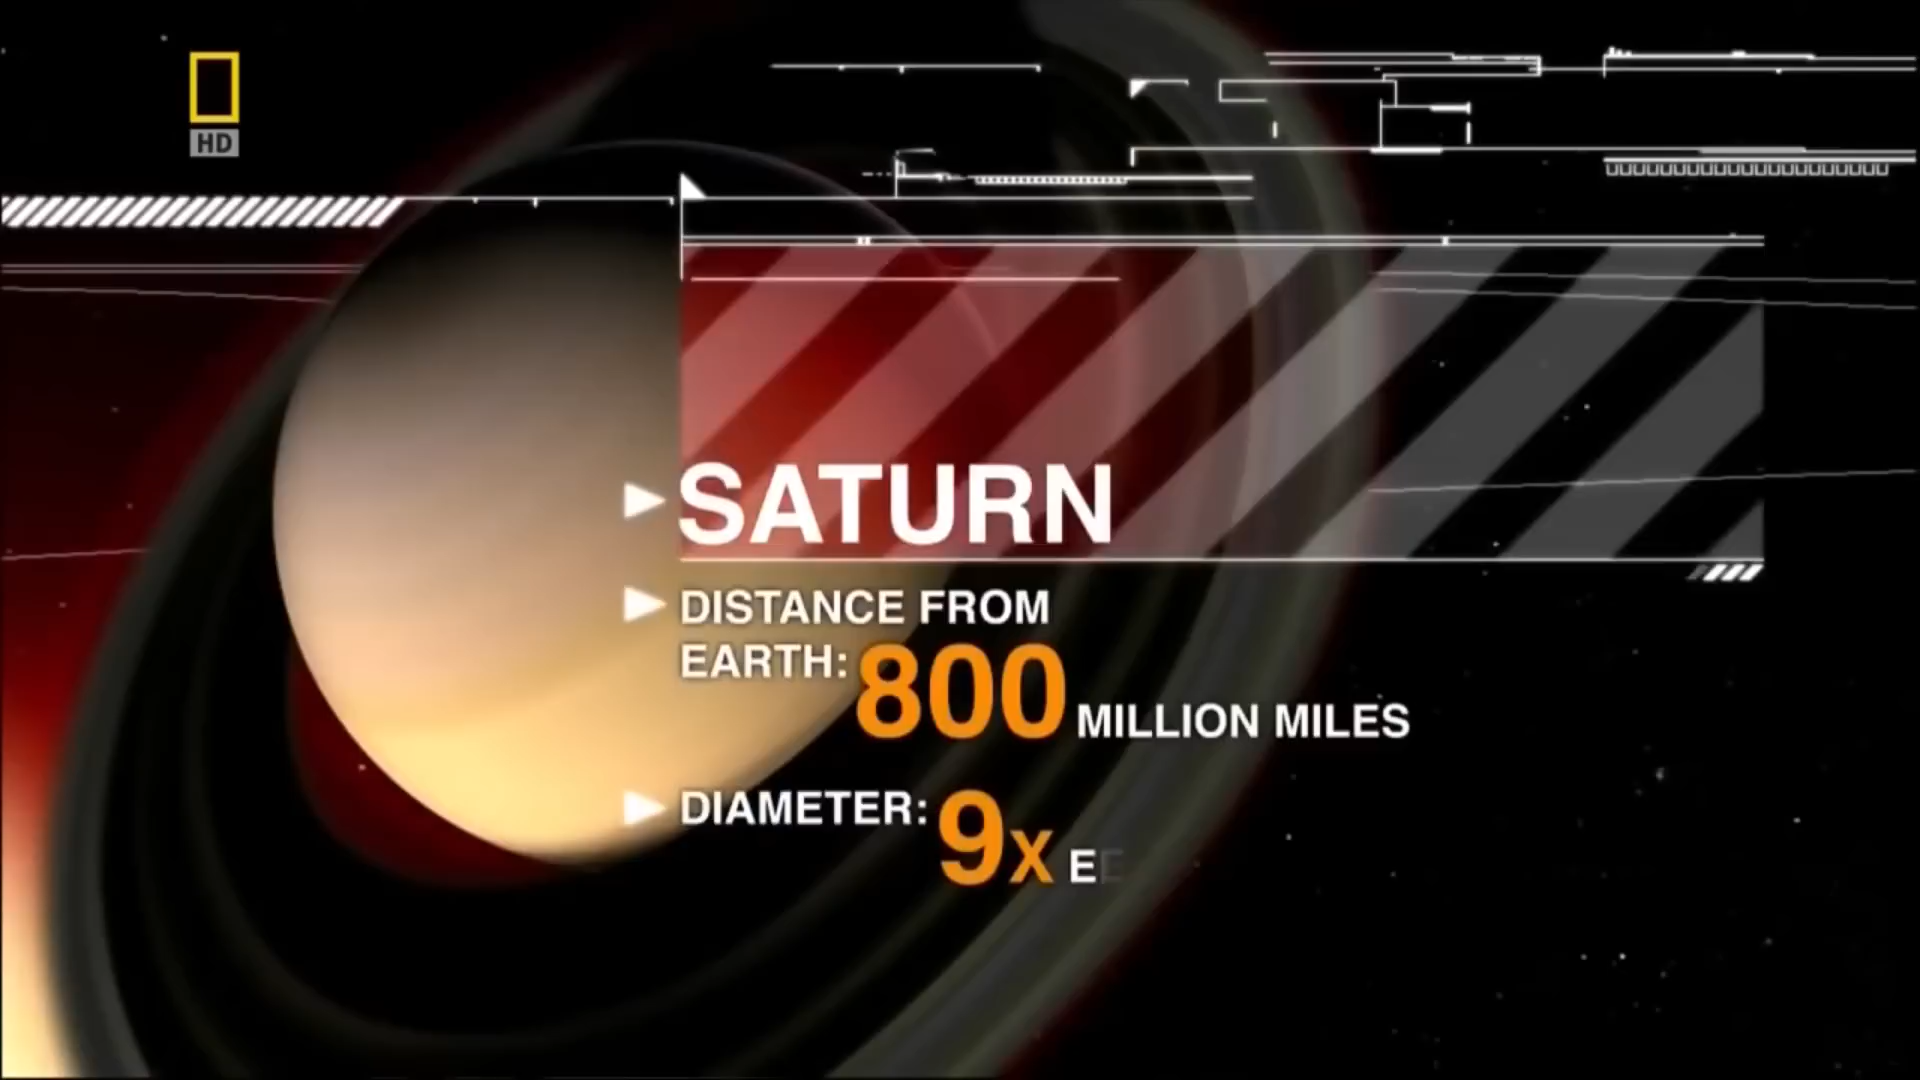 HD
SATURN
DISTANCE FROM
EARTH: 800 MILLION MILES
DIAMETER: 9X E